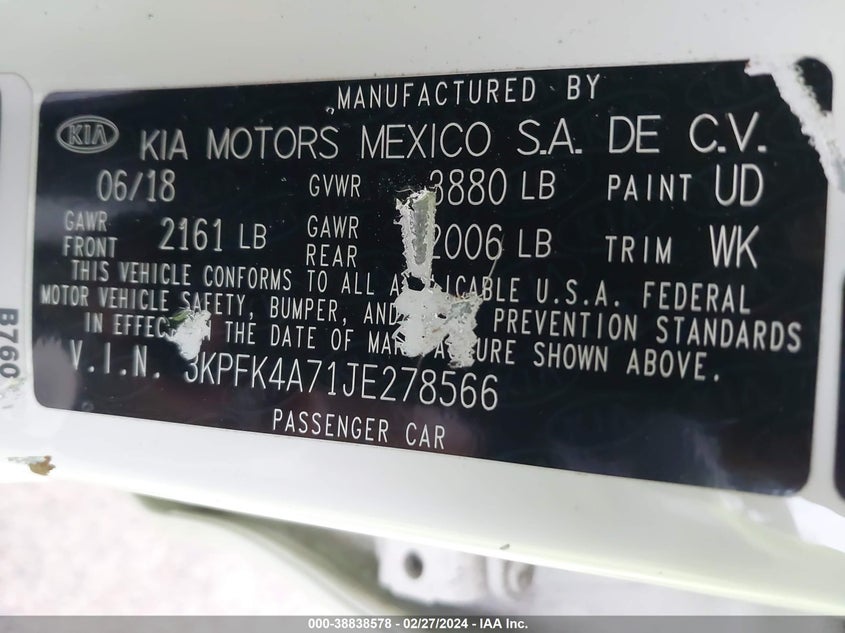 MANUFACTURED BY
KIA KIA MOTORS MEXICO S.A. DE C.V.
06/18 GVWR 3880 LB PAINT UD
GAWR FRONT 2161 LB GAWR REAR 2006 LB TRIM WK
THIS VEHICLE CONFORMS TO ALL A LICABLE U.S.A. FEDERAL
MOTOR VEHICLE SAFETY, BUMPER, AND PREVENTION STANDARDS
IN EFFEC THE DATE OF MA URE SHOWN ABOVE.
V.I.N. 3KPFK4A71JE278566
PASSENGER CAR
B760
000-38838578 - 02/27/2024 - IAA Inc.